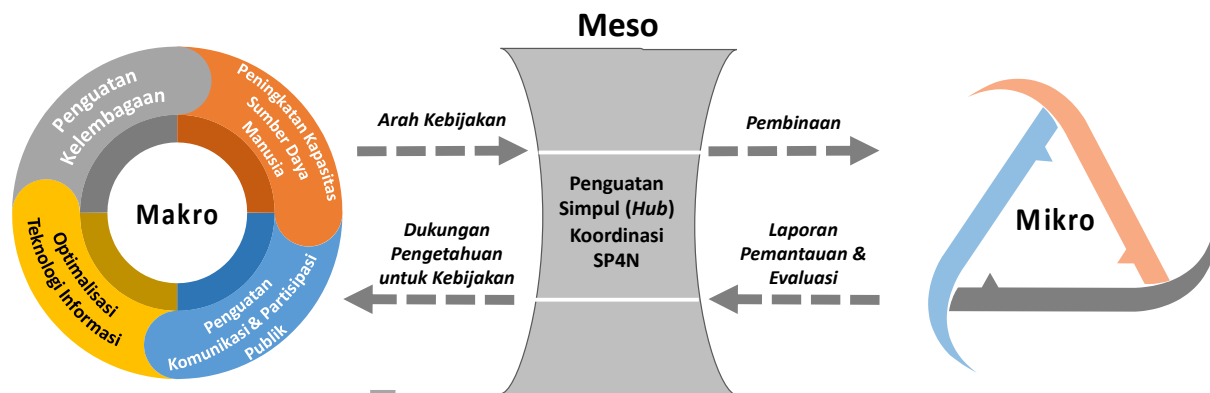 Meso
Penguatan
Kelembagaan
Peningkatan Kapasitas
Sumber Daya
Manusia
Makro
Optimalisasi
Teknologi Informasi
Penguatan
Komunikasi & Partisipasi
Publik
Arah Kebijakan
Dukungan
Pengetahuan
untuk Kebijakan
Penguatan
Simpul (Hub)
Koordinasi
SP4N
Pembinaan
Laporan
Pemantauan &
Evaluasi
Mikro